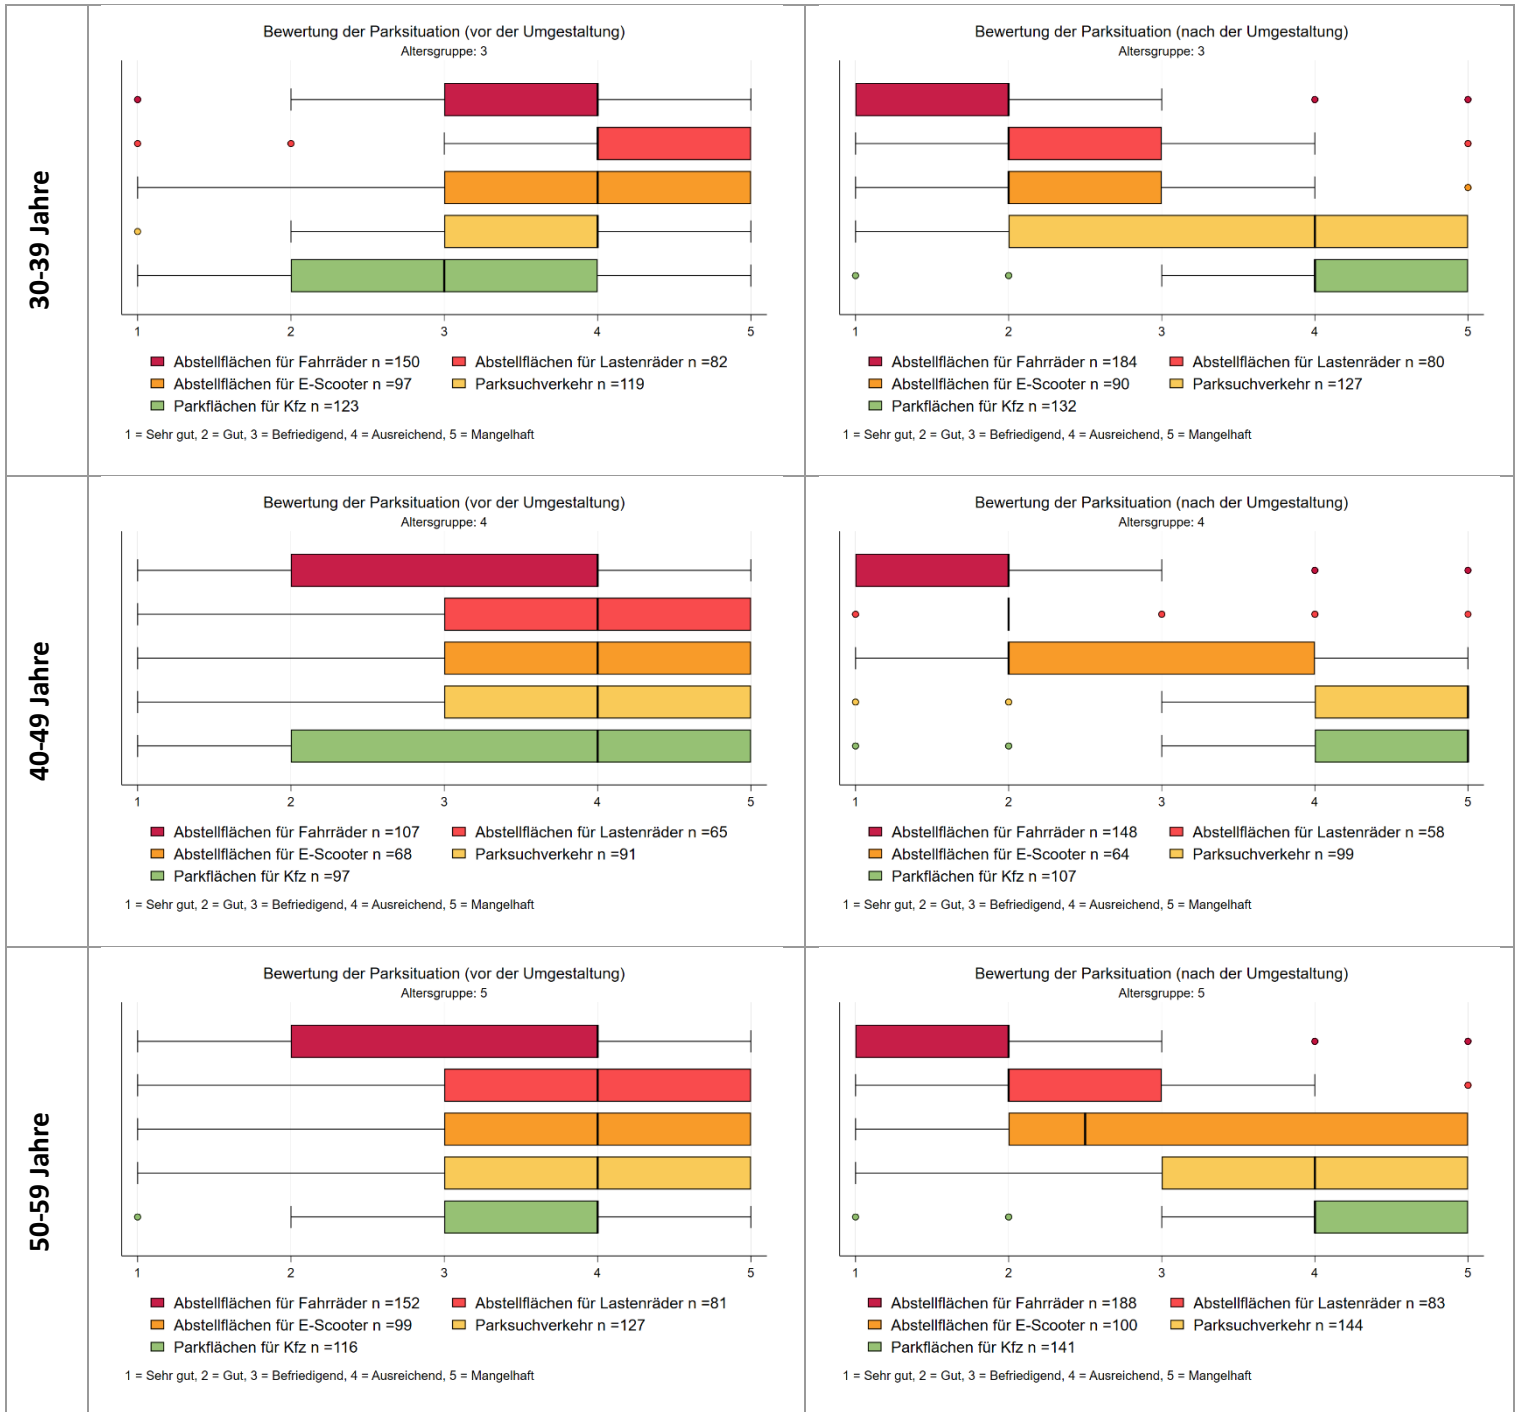 30-39 Jahre
Bewertung der Parksituation (vor der Umgestaltung)
Altersgruppe: 3
1 2 3 4 5
Abstellflächen für Fahrräder n =150 Abstellflächen für Lastenräder n =82
Abstellflächen für E-Scooter n =97 Parksuchverkehr n =119
Parkflächen für Kfz n =123
1 = Sehr gut, 2 = Gut, 3 = Befriedigend, 4 = Ausreichend, 5 = Mangelhaft
Bewertung der Parksituation (nach der Umgestaltung)
Altersgruppe: 3
1 2 3 4 5
Abstellflächen für Fahrräder n =184 Abstellflächen für Lastenräder n =80
Abstellflächen für E-Scooter n =90 Parksuchverkehr n =127
Parkflächen für Kfz n =132
1 = Sehr gut, 2 = Gut, 3 = Befriedigend, 4 = Ausreichend, 5 = Mangelhaft
40-49 Jahre
Bewertung der Parksituation (vor der Umgestaltung)
Altersgruppe: 4
1 2 3 4 5
Abstellflächen für Fahrräder n =107 Abstellflächen für Lastenräder n =65
Abstellflächen für E-Scooter n =68 Parksuchverkehr n =91
Parkflächen für Kfz n =97
1 = Sehr gut, 2 = Gut, 3 = Befriedigend, 4 = Ausreichend, 5 = Mangelhaft
Bewertung der Parksituation (nach der Umgestaltung)
Altersgruppe: 4
1 2 3 4 5
Abstellflächen für Fahrräder n =148 Abstellflächen für Lastenräder n =58
Abstellflächen für E-Scooter n =64 Parksuchverkehr n =99
Parkflächen für Kfz n =107
1 = Sehr gut, 2 = Gut, 3 = Befriedigend, 4 = Ausreichend, 5 = Mangelhaft
50-59 Jahre
Bewertung der Parksituation (vor der Umgestaltung)
Altersgruppe: 5
1 2 3 4 5
Abstellflächen für Fahrräder n =152 Abstellflächen für Lastenräder n =81
Abstellflächen für E-Scooter n =99 Parksuchverkehr n =127
Parkflächen für Kfz n =116
1 = Sehr gut, 2 = Gut, 3 = Befriedigend, 4 = Ausreichend, 5 = Mangelhaft
Bewertung der Parksituation (nach der Umgestaltung)
Altersgruppe: 5
1 2 3 4 5
Abstellflächen für Fahrräder n =188 Abstellflächen für Lastenräder n =83
Abstellflächen für E-Scooter n =100 Parksuchverkehr n =144
Parkflächen für Kfz n =141
1 = Sehr gut, 2 = Gut, 3 = Befriedigend, 4 = Ausreichend, 5 = Mangelhaft